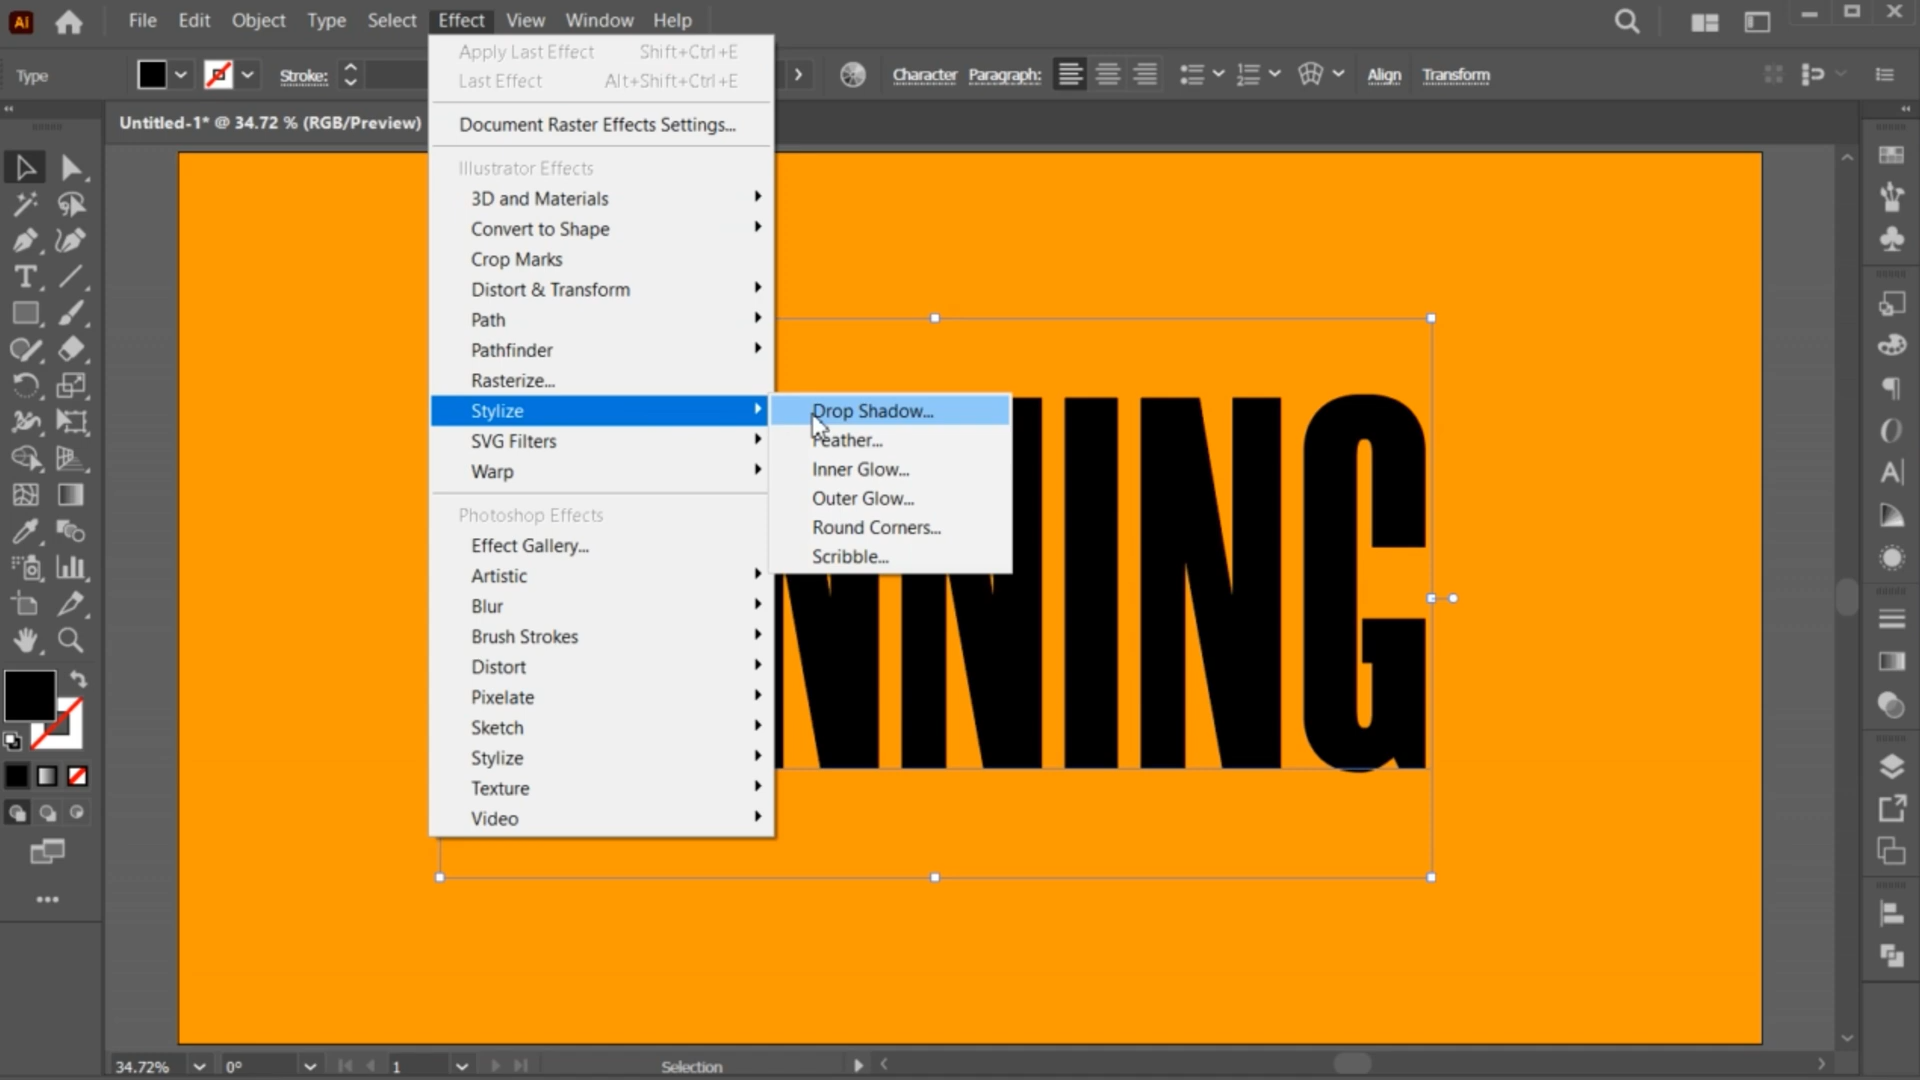 Ai File Edit Object Type Select Effect View Window Help
Type Stroke: Character Paragraph: Align Transform
Untitled-1* @ 34.72 % (RGB/Preview)
Apply Last Effect Shift+Ctrl+E
Last Effect Alt+Shift+Ctrl+E
Document Raster Effects Settings...
Illustrator Effects
3D and Materials
Convert to Shape
Crop Marks
Distort & Transform
Path
Pathfinder
Rasterize...
Stylize
SVG Filters
Warp
Drop Shadow...
Feather...
Inner Glow...
Outer Glow...
Round Corners...
Scribble...
Photoshop Effects
Effect Gallery...
Artistic
Blur
Brush Strokes
Distort
Pixelate
Sketch
Stylize
Texture
Video
NNING
34.72% 0° 1 Selection